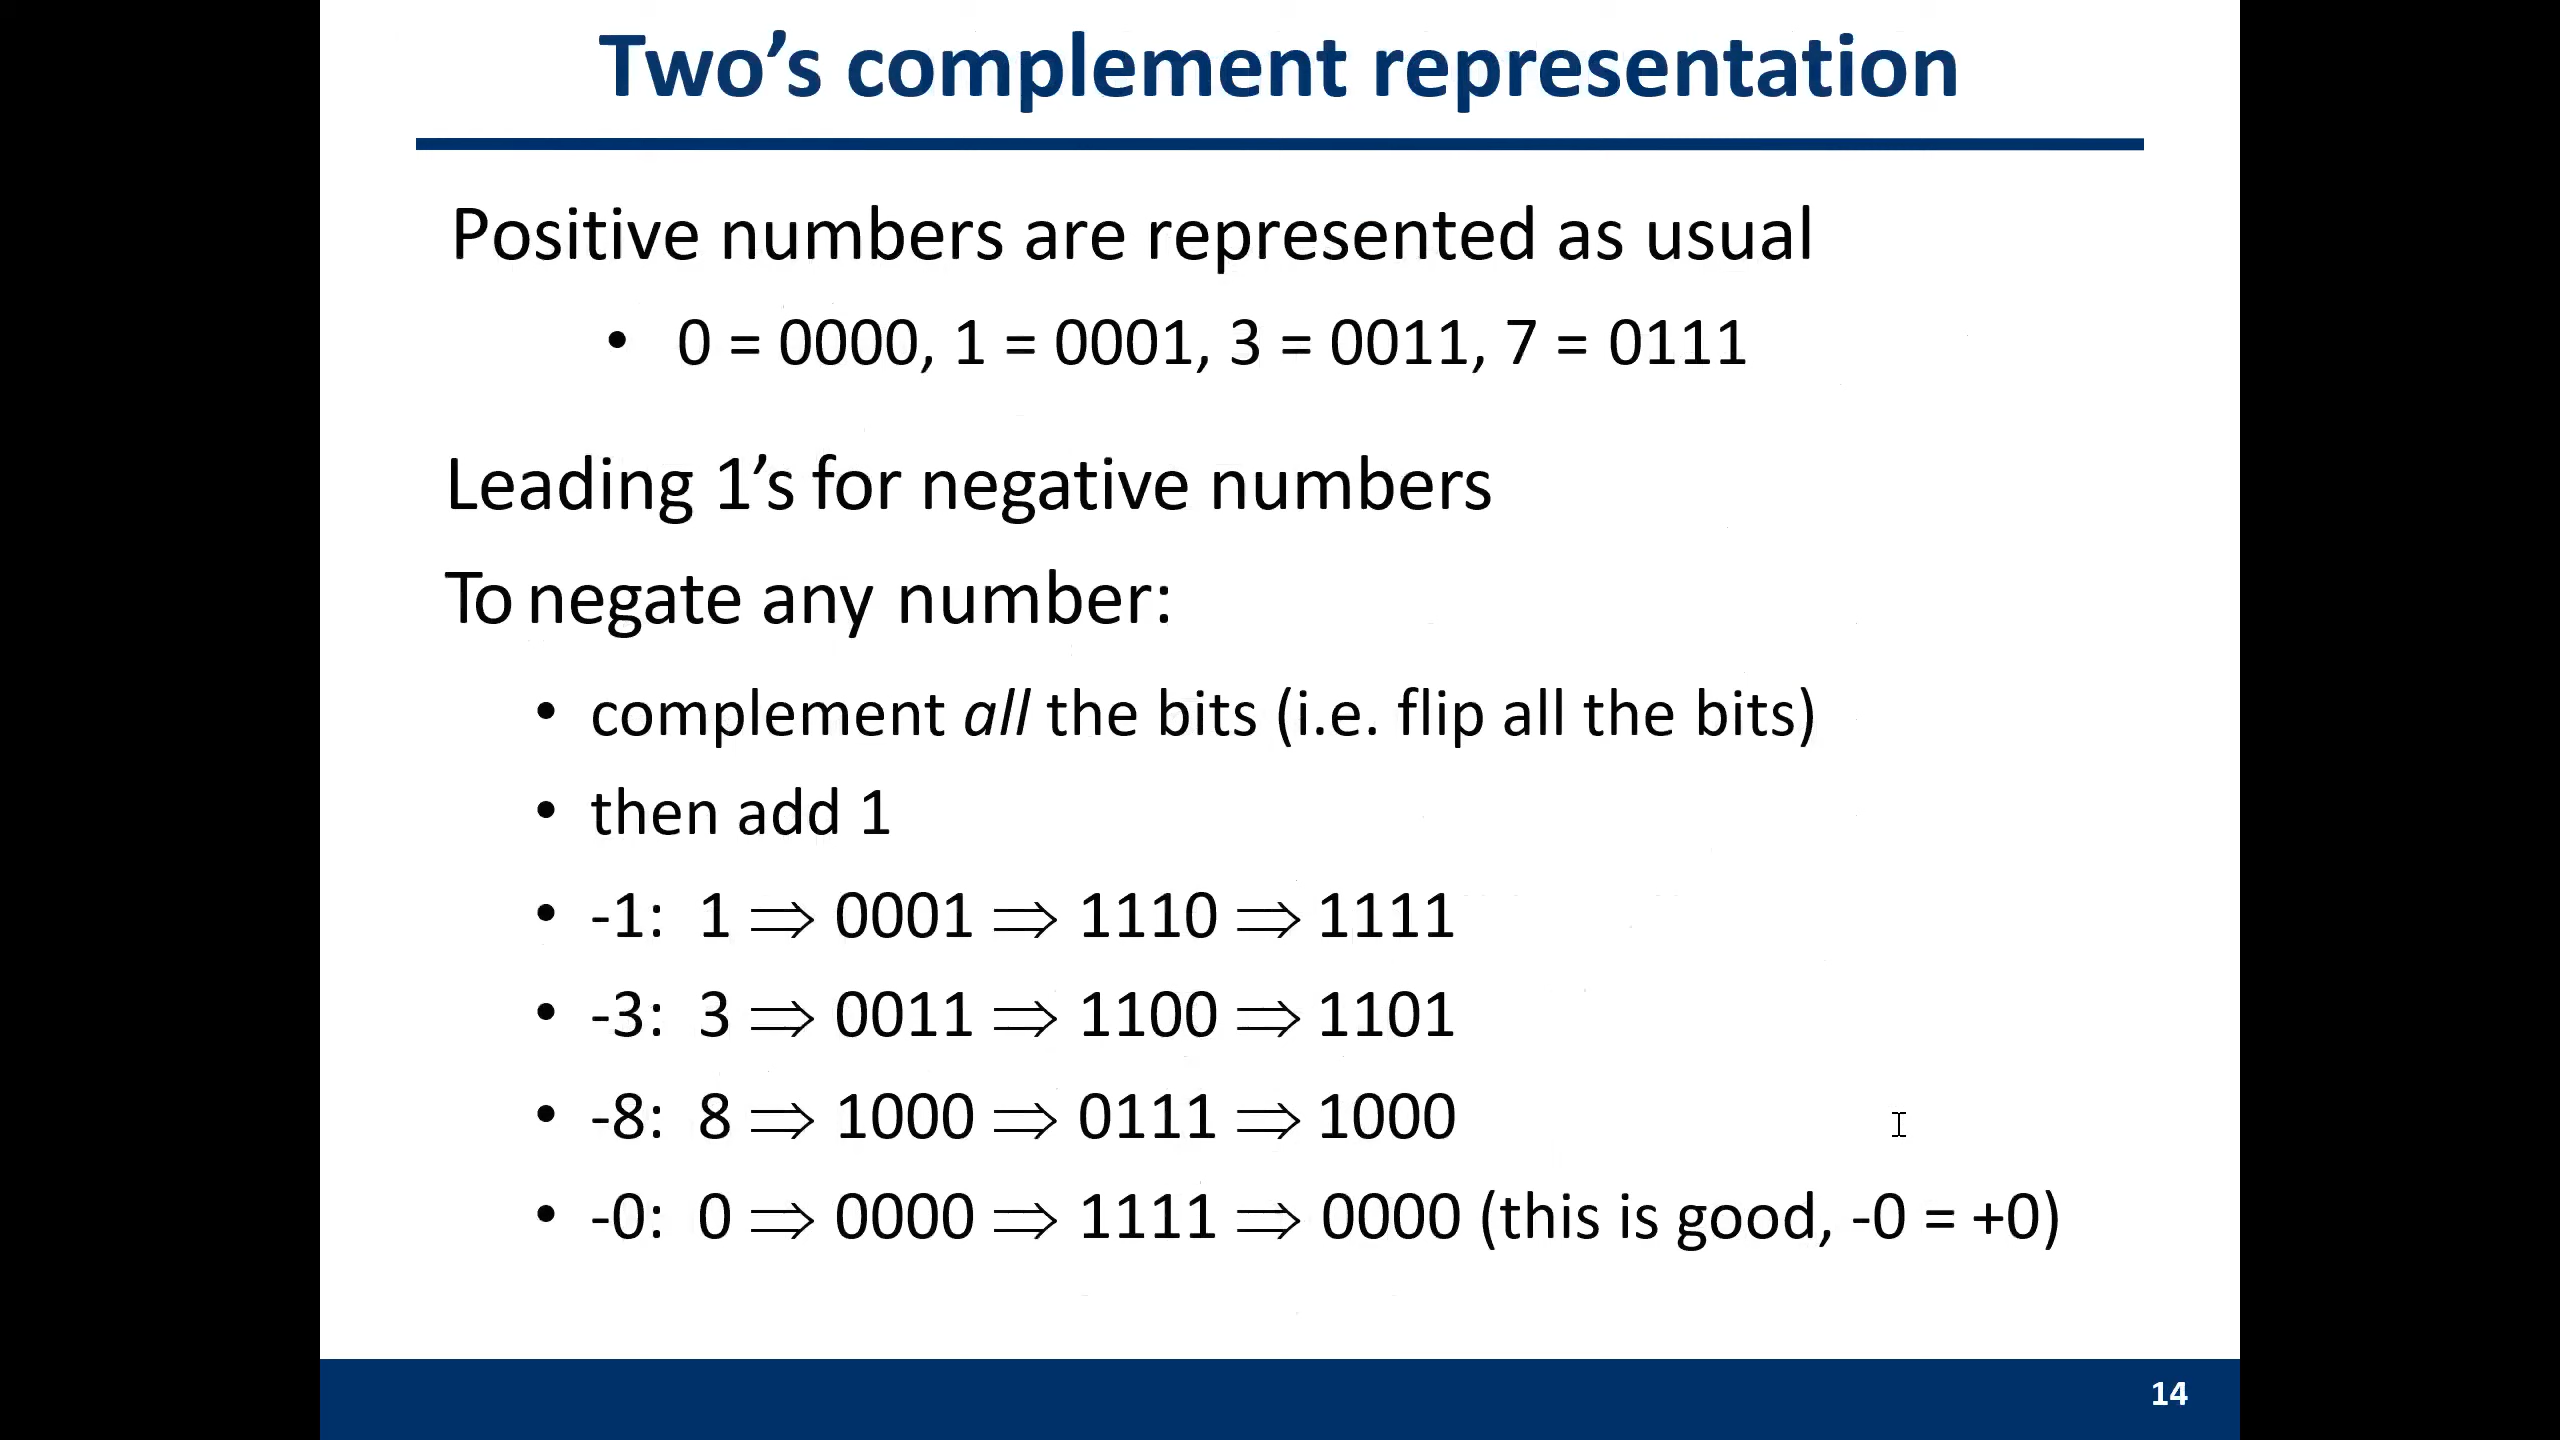 Two’s complement representation
Positive numbers are represented as usual
• 0 = 0000, 1 = 0001, 3 = 0011, 7 = 0111
Leading 1’s for negative numbers
To negate any number:
• complement all the bits (i.e. flip all the bits)
• then add 1
• -1: 1 ⇒ 0001 ⇒ 1110 ⇒ 1111
• -3: 3 ⇒ 0011 ⇒ 1100 ⇒ 1101
• -8: 8 ⇒ 1000 ⇒ 0111 ⇒ 1000
• -0: 0 ⇒ 0000 ⇒ 1111 ⇒ 0000 (this is good, -0 = +0)
14